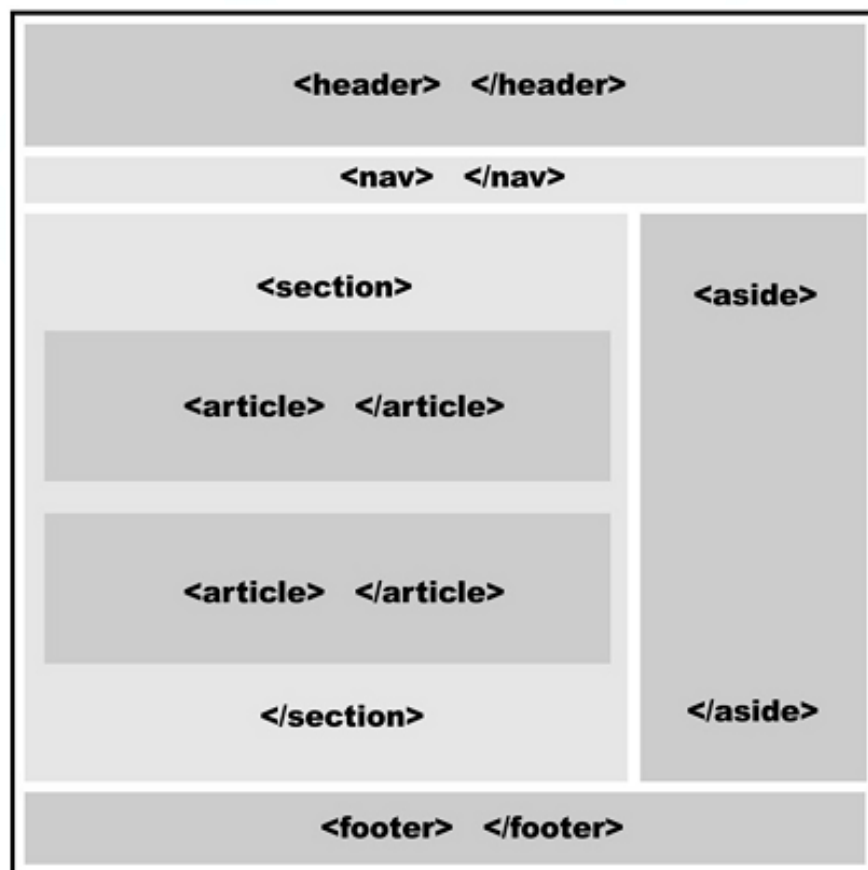 <header> </header>
<nav> </nav>
<section>
<article> </article>
<article> </article>
</section>
<aside>
</aside>
<footer> </footer>